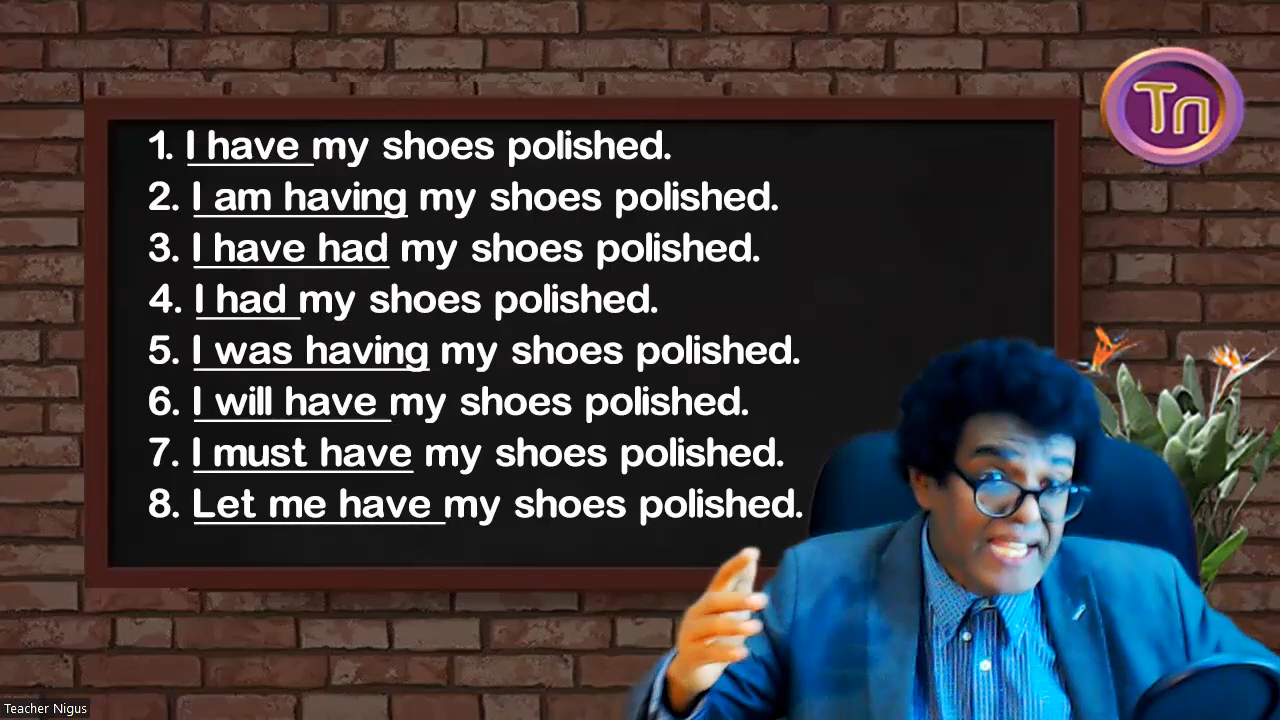 1. I have my shoes polished.
2. I am having my shoes polished.
3. I have had my shoes polished.
4. I had my shoes polished.
5. I was having my shoes polished.
6. I will have my shoes polished.
7. I must have my shoes polished.
8. Let me have my shoes polished.
Tn
Teacher Nigus